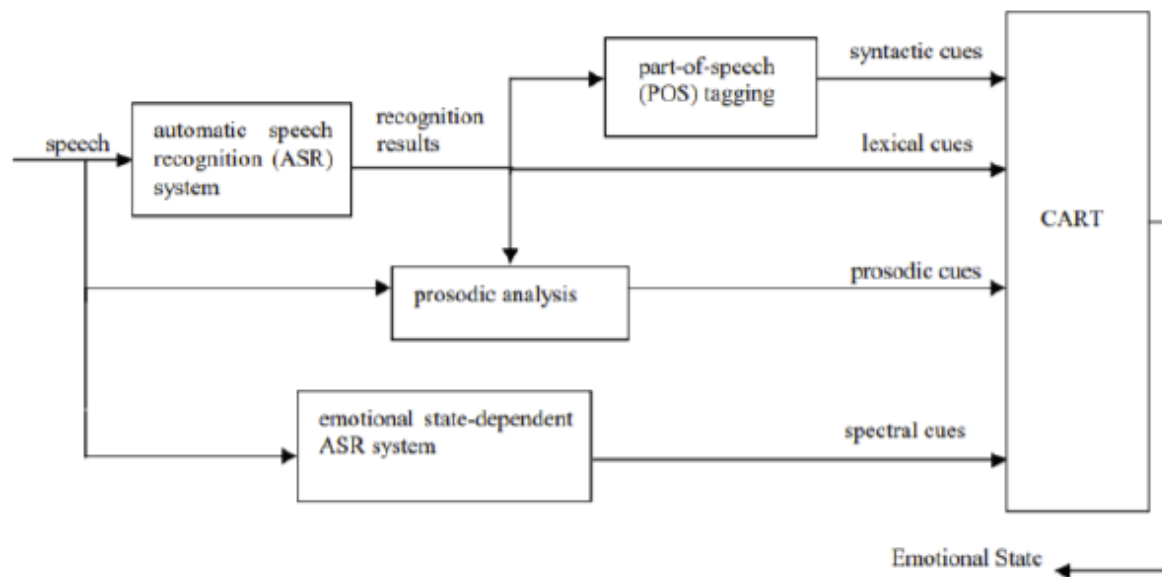 speech
automatic speech
recognition (ASR)
system
recognition
results
part-of-speech
(POS) tagging
syntactic cues
lexical cues
CART
prosodic analysis
prosodic cues
emotional state-dependent
ASR system
spectral cues
Emotional State